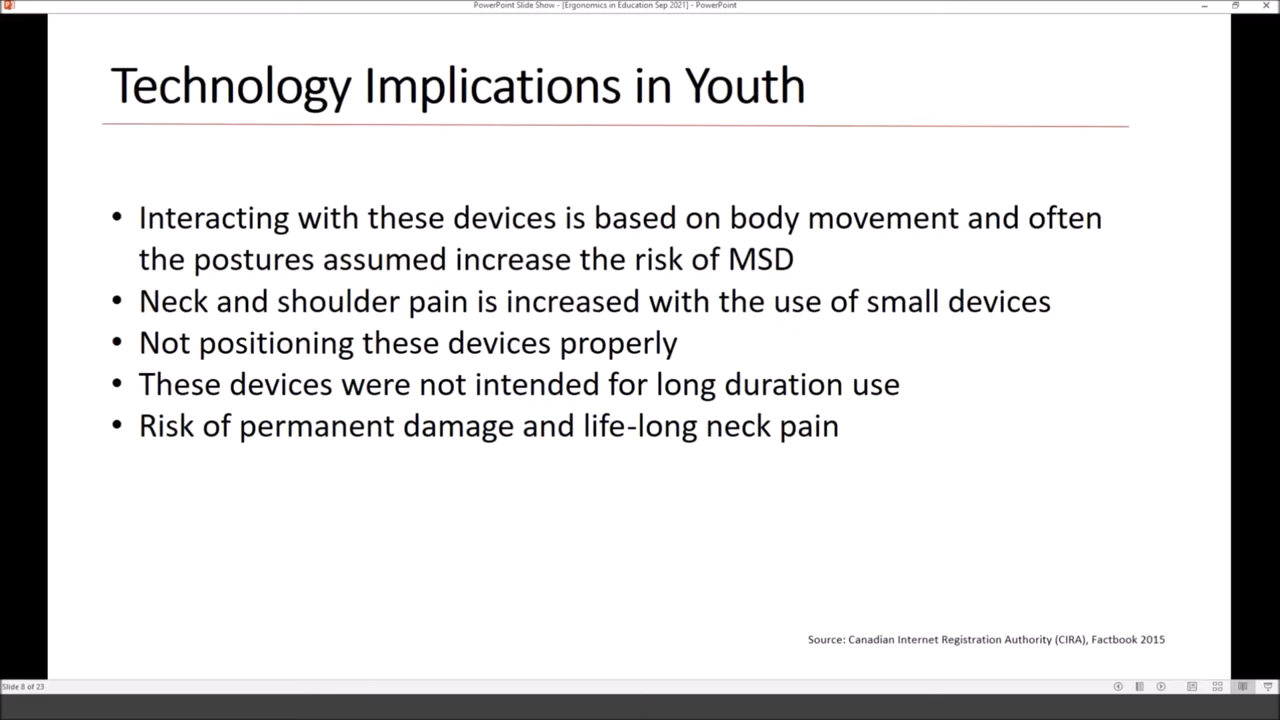 PowerPoint Slide Show - [Ergonomics in Education Sep 2021] - PowerPoint
Technology Implications in Youth
• Interacting with these devices is based on body movement and often
the postures assumed increase the risk of MSD
• Neck and shoulder pain is increased with the use of small devices
• Not positioning these devices properly
• These devices were not intended for long duration use
• Risk of permanent damage and life-long neck pain
Source: Canadian Internet Registration Authority (CIRA), Factbook 2015
Slide 8 of 23